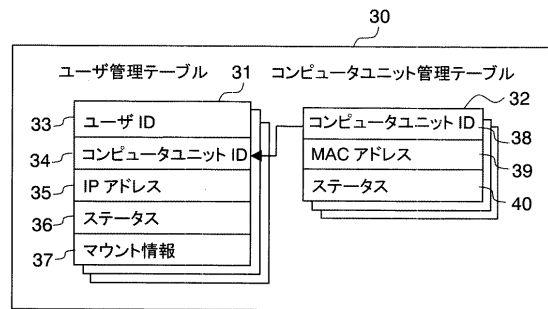 30
ユーザ管理テーブル
コンピュータユニット管理テーブル
31
33
ユーザ ID
34
コンピュータユニット ID
35
IP アドレス
36
ステータス
37
マウント情報
32
コンピュータユニット ID
38
MAC アドレス
39
ステータス
40